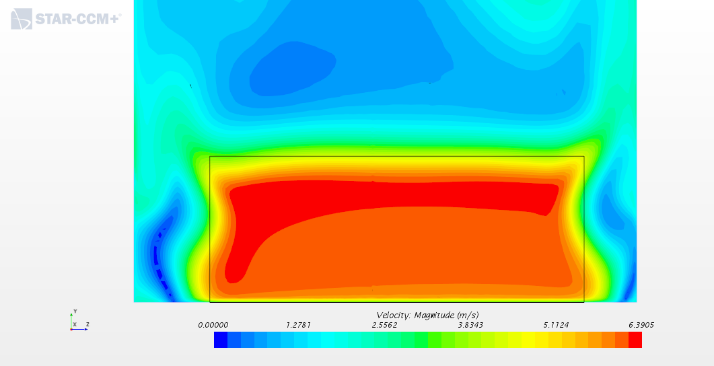 STAR-CCM+
Y
X Z
Velocity: Magnitude (m/s)
0.00000 1.2781 2.5562 3.8343 5.1124 6.3905